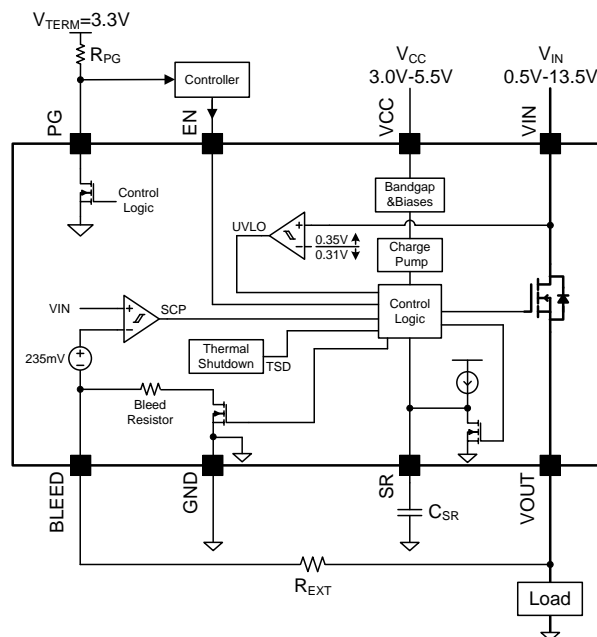 VTERM=3.3V
RPG
Controller
VCC
3.0V-5.5V
VIN
0.5V-13.5V
PG
EN
VCC
VIN
Control
Logic
Bandgap
&Biases
UVLO
+
−
0.35V
0.31V
Charge
Pump
VIN
+
−
SCP
Control
Logic
235mV
+
−
Thermal
Shutdown
TSD
Bleed
Resistor
BLEED
GND
SR
VOUT
CSR
REXT
Load